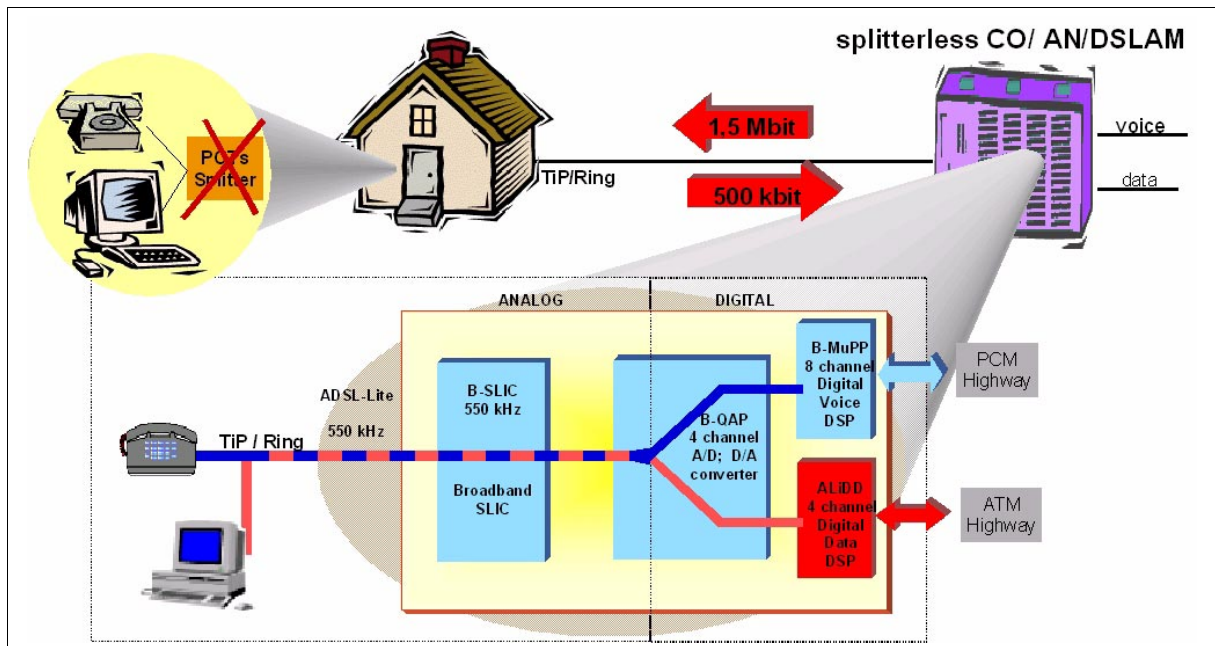 splitterless CO/ AN/DSLAM
POTs
Splitter
1.5 Mbit
voice
TiP/Ring
500 kbit
data
ANALOG
DIGITAL
B-MuPP
8 channel
Digital
Voice
DSP
PCM
Highway
ADSL-Lite
550 kHz
B-SLIC
550 kHz
B-QAP
4 channel
A/D; D/A
converter
TiP / Ring
Broadband
SLIC
ALiDD
4 channel
Digital
Data
DSP
ATM
Highway